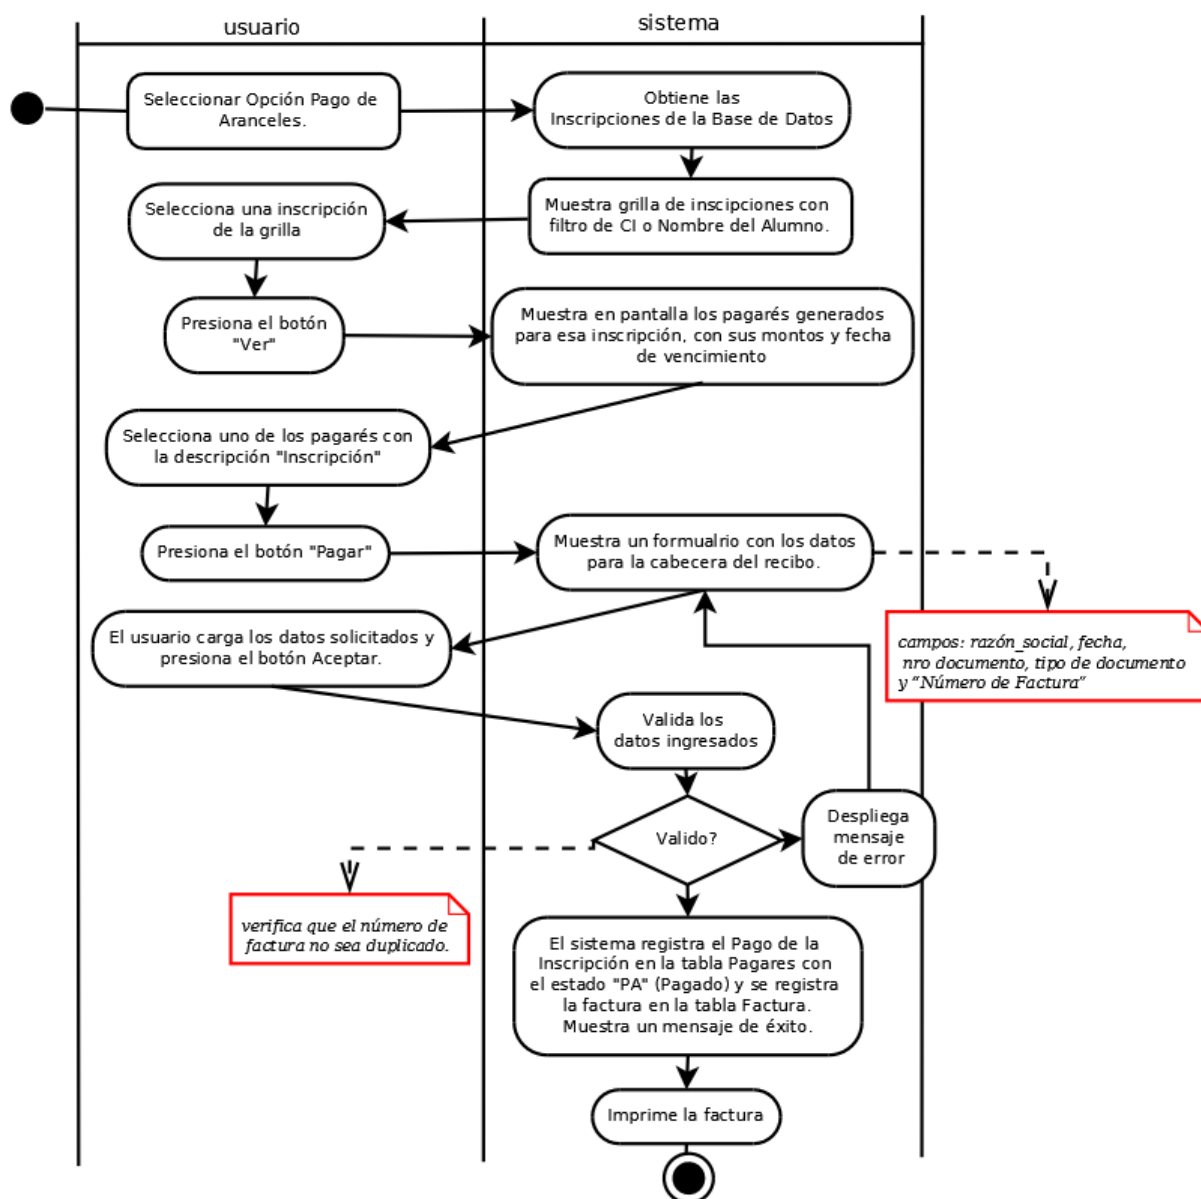 usuario
sistema
Seleccionar Opción Pago de
Aranceles.
Obtiene las
Inscripciones de la Base de Datos
Muestra grilla de inscipciones con
filtro de CI o Nombre del Alumno.
Selecciona una inscripción
de la grilla
Presiona el botón
"Ver"
Muestra en pantalla los pagarés generados
para esa inscripción, con sus montos y fecha
de vencimiento
Selecciona uno de los pagarés con
la descripción "Inscripción"
Presiona el botón "Pagar"
Muestra un formualrio con los datos
para la cabecera del recibo.
campos: razón_social, fecha,
nro documento, tipo de documento
y "Número de Factura"
El usuario carga los datos solicitados y
presiona el botón Aceptar.
Valida los
datos ingresados
Valido?
Despliega
mensaje
de error
verifica que el número de
factura no sea duplicado.
El sistema registra el Pago de la
Inscripción en la tabla Pagares con
el estado "PA" (Pagado) y se registra
la factura en la tabla Factura.
Muestra un mensaje de éxito.
Imprime la factura